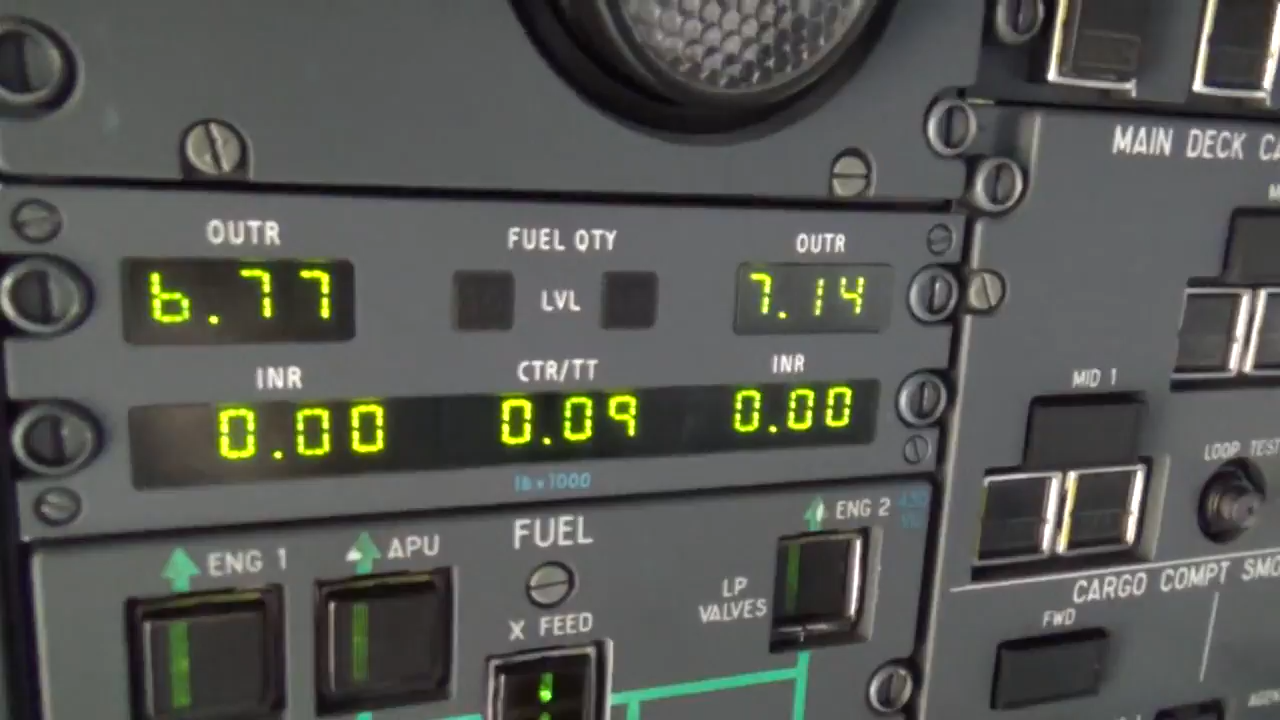 MAIN DECK CA
OUTR FUEL QTY OUTR
6.77 LVL 7.14
INR CTR/TT INR
0.00 0.09 0.00
lb x 1000
MID 1
LOOP TEST
ENG 1 APU FUEL ENG 2
LP
VALVES
X FEED
CARGO COMPT SMO
FWD